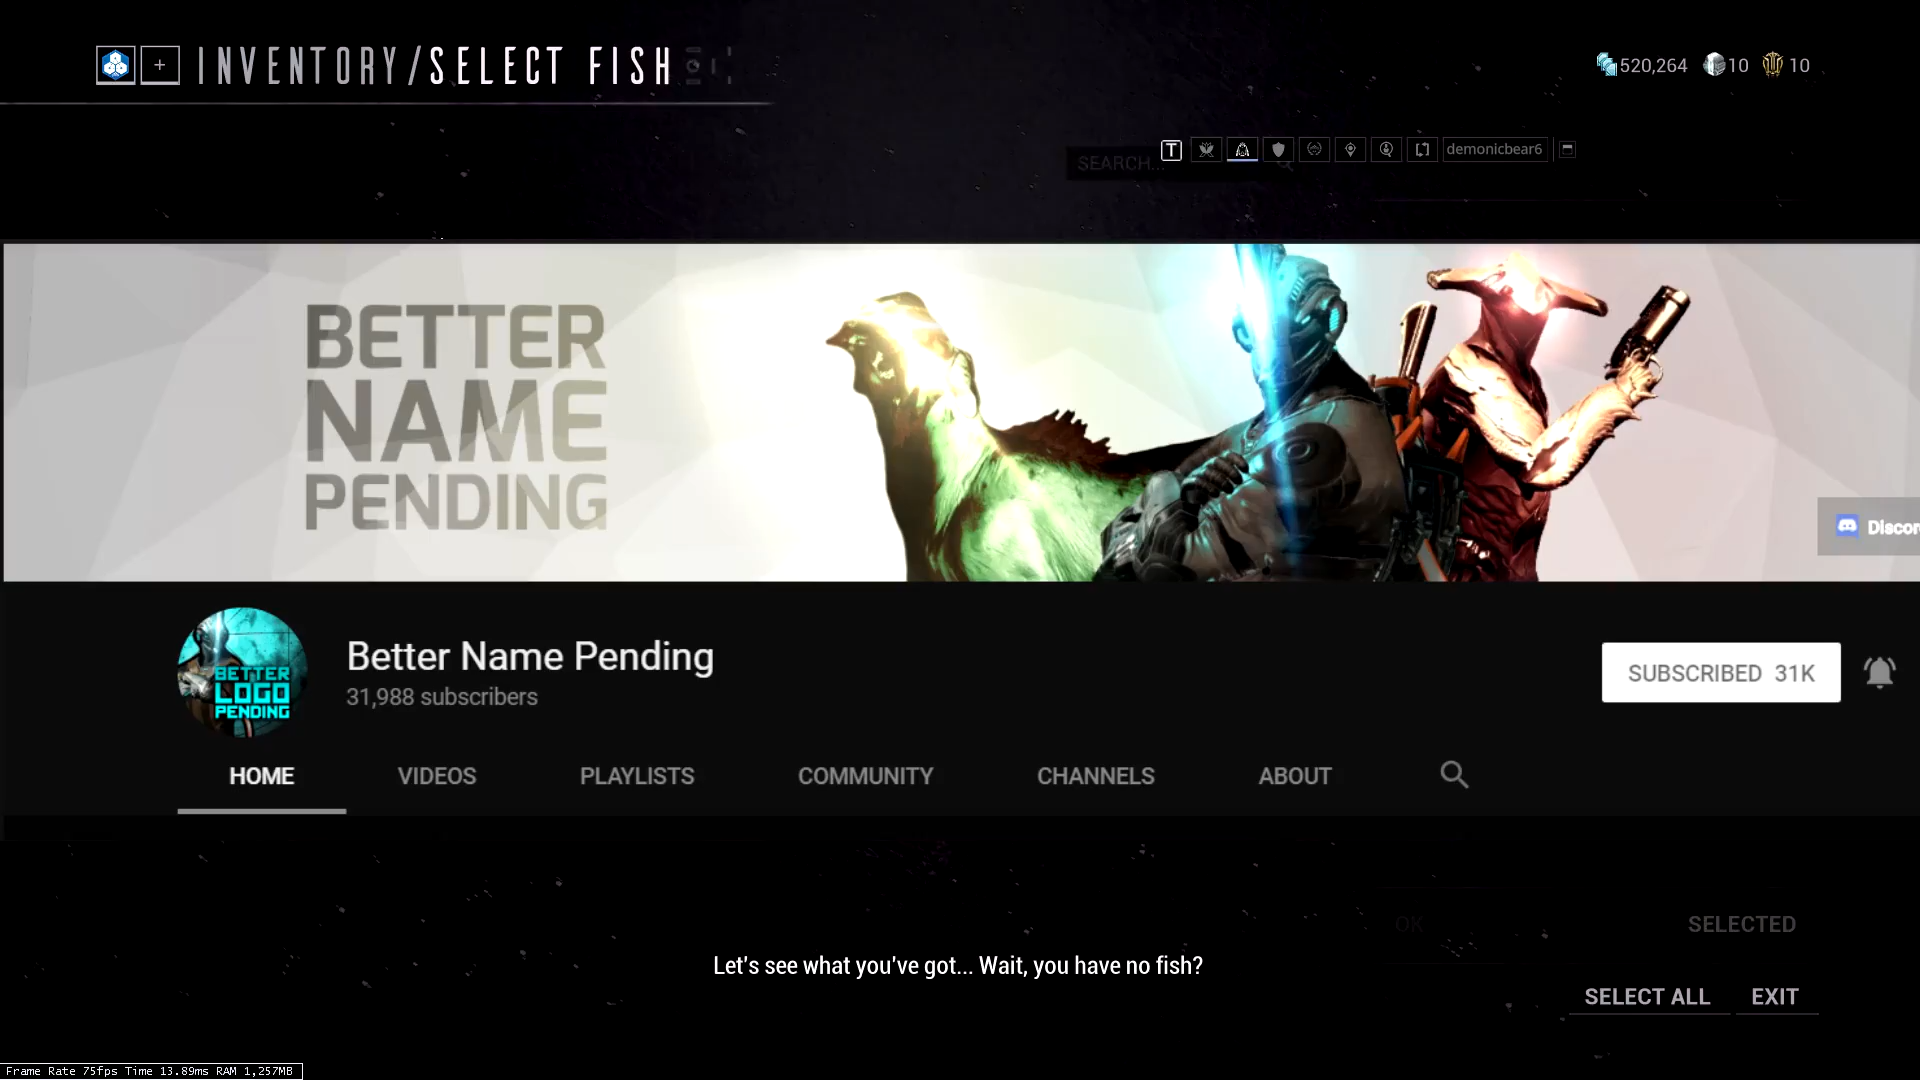 INVENTORY/SELECT FISH
520,264 10 10
SEARCH...
T
demonicbear6
BETTER
NAME
PENDING
Discor
BETTER
LOGO
PENDING
Better Name Pending
31,988 subscribers
SUBSCRIBED 31K
HOME VIDEOS PLAYLISTS COMMUNITY CHANNELS ABOUT
OK SELECTED
Let's see what you've got... Wait, you have no fish?
SELECT ALL EXIT
Frame Rate 75fps Time 13.89ms RAM 1,257MB